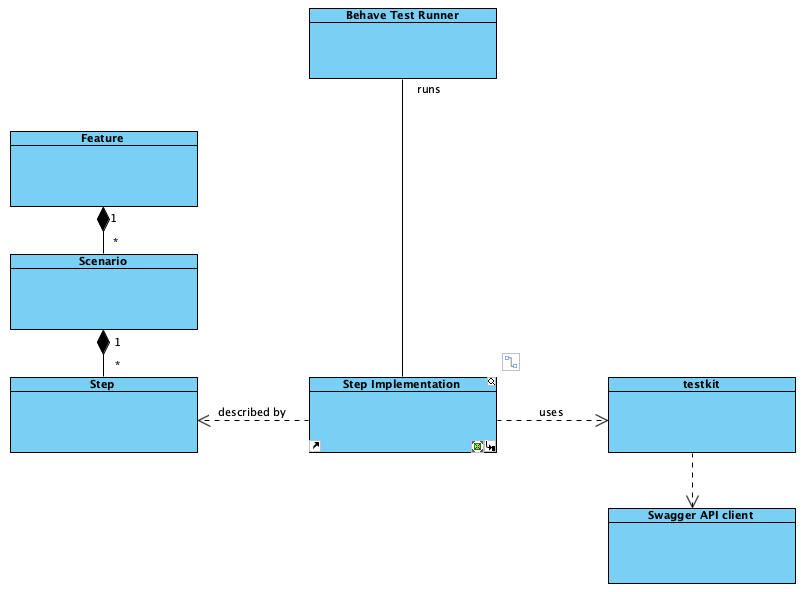 Behave Test Runner
runs
Feature
1
*
Scenario
1
*
Step
described by
Step Implementation
uses
testkit
Swagger API client